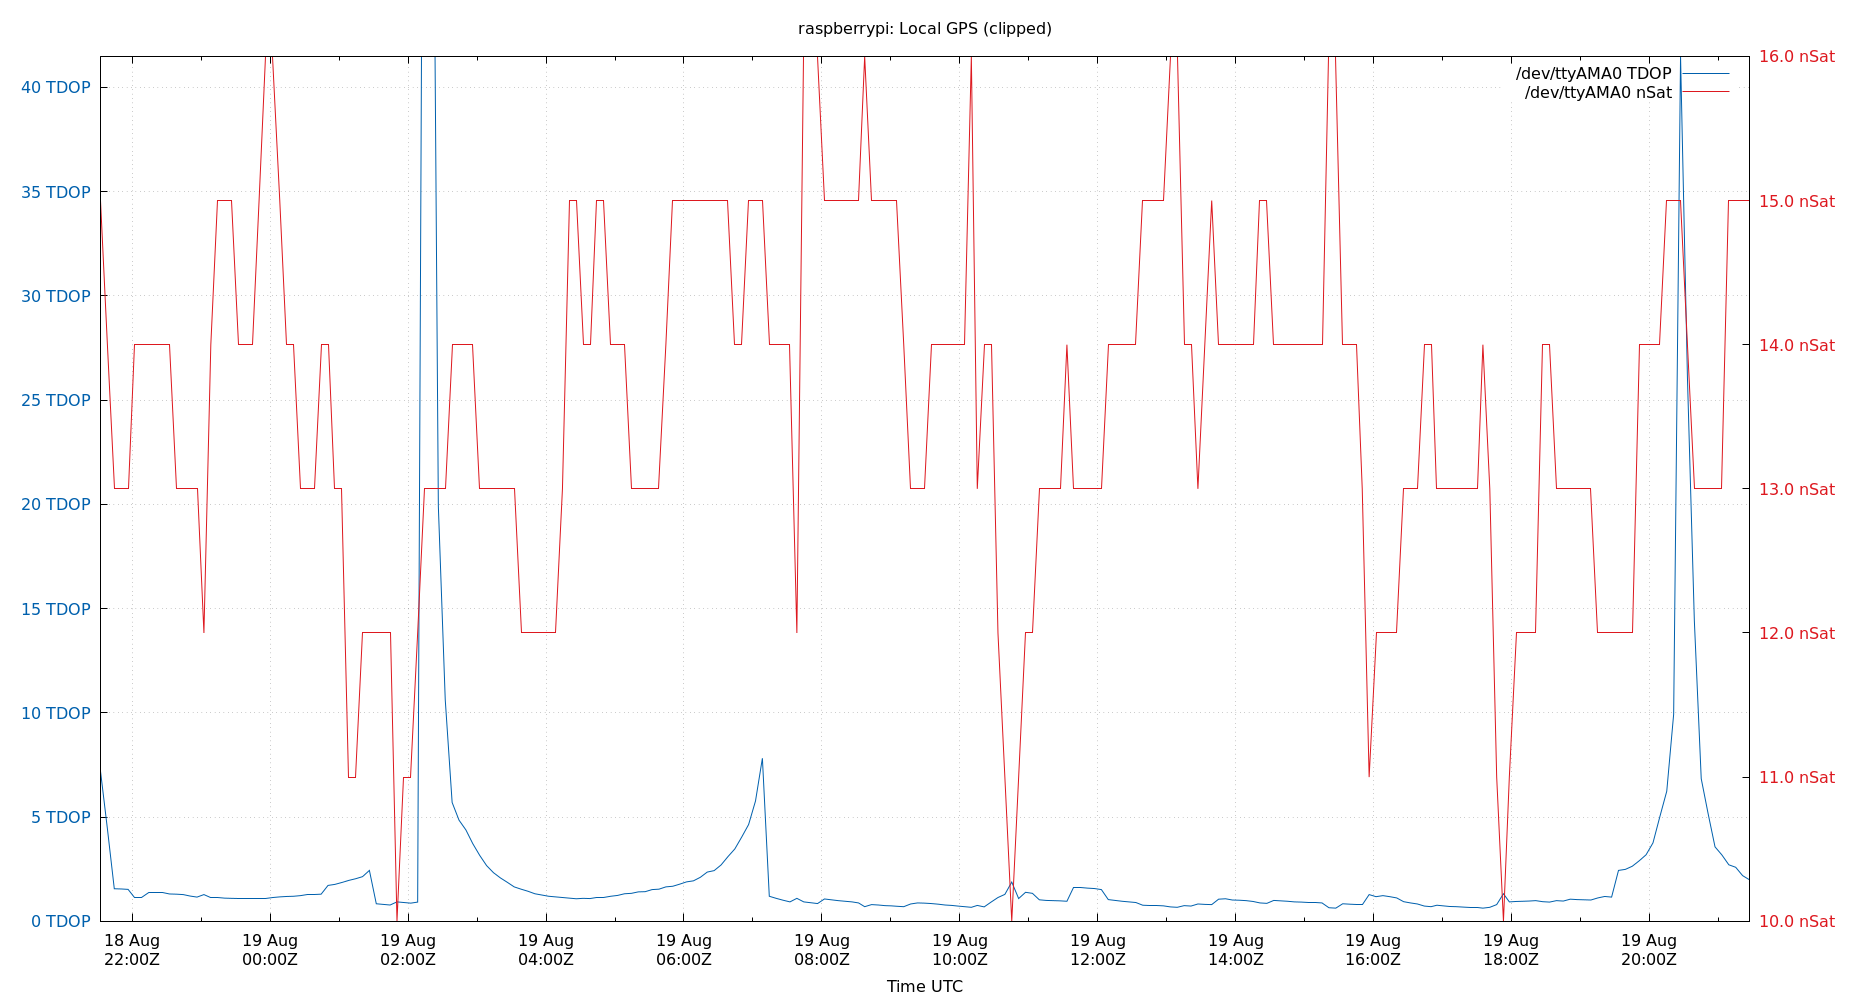 raspberrypi: Local GPS (clipped)
/dev/ttyAMA0 TDOP
/dev/ttyAMA0 nSat
40 TDOP
35 TDOP
30 TDOP
25 TDOP
20 TDOP
15 TDOP
10 TDOP
5 TDOP
0 TDOP
16.0 nSat
15.0 nSat
14.0 nSat
13.0 nSat
12.0 nSat
11.0 nSat
10.0 nSat
18 Aug
22:00Z
19 Aug
00:00Z
19 Aug
02:00Z
19 Aug
04:00Z
19 Aug
06:00Z
19 Aug
08:00Z
19 Aug
10:00Z
19 Aug
12:00Z
19 Aug
14:00Z
19 Aug
16:00Z
19 Aug
18:00Z
19 Aug
20:00Z
Time UTC